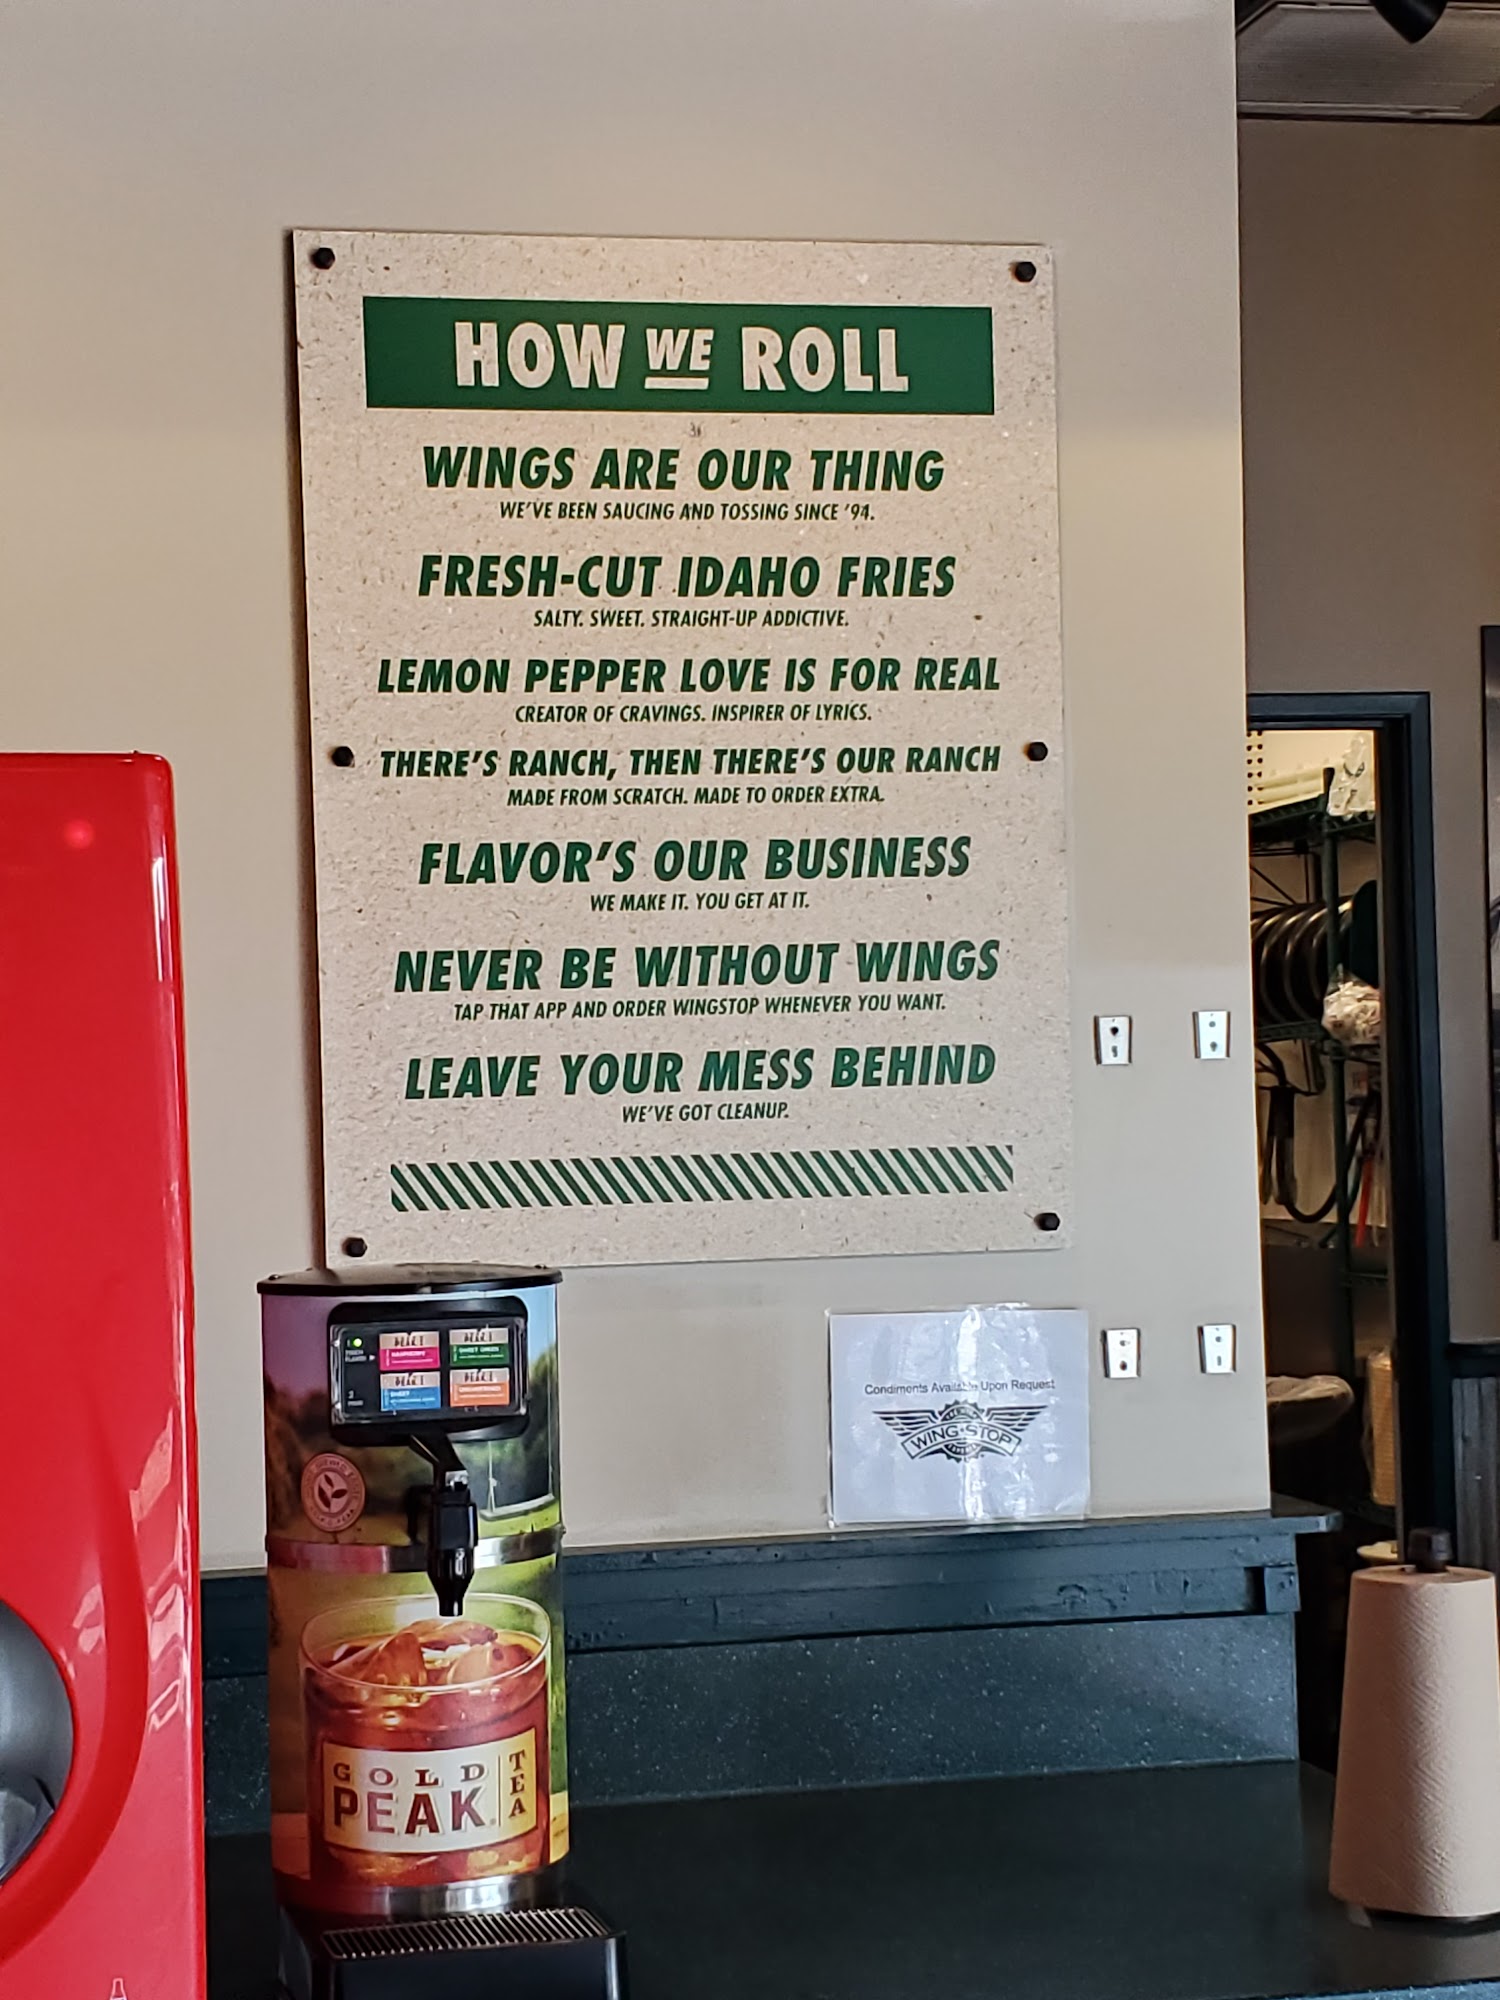 HOW WE ROLL
WINGS ARE OUR THING
WE'VE BEEN SAUCING AND TOSSING SINCE '94.
FRESH-CUT IDAHO FRIES
SALTY. SWEET. STRAIGHT-UP ADDICTIVE.
LEMON PEPPER LOVE IS FOR REAL
CREATOR OF CRAVINGS. INSPIRER OF LYRICS.
THERE'S RANCH, THEN THERE'S OUR RANCH
MADE FROM SCRATCH. MADE TO ORDER EXTRA.
FLAVOR'S OUR BUSINESS
WE MAKE IT. YOU GET AT IT.
NEVER BE WITHOUT WINGS
TAP THAT APP AND ORDER WINGSTOP WHENEVER YOU WANT.
LEAVE YOUR MESS BEHIND
WE'VE GOT CLEANUP.
Condiments Available Upon Request
WING·STOP
RASPBERRY
SWEET GREEN
SWEET
GOLD
PEAK
TEA